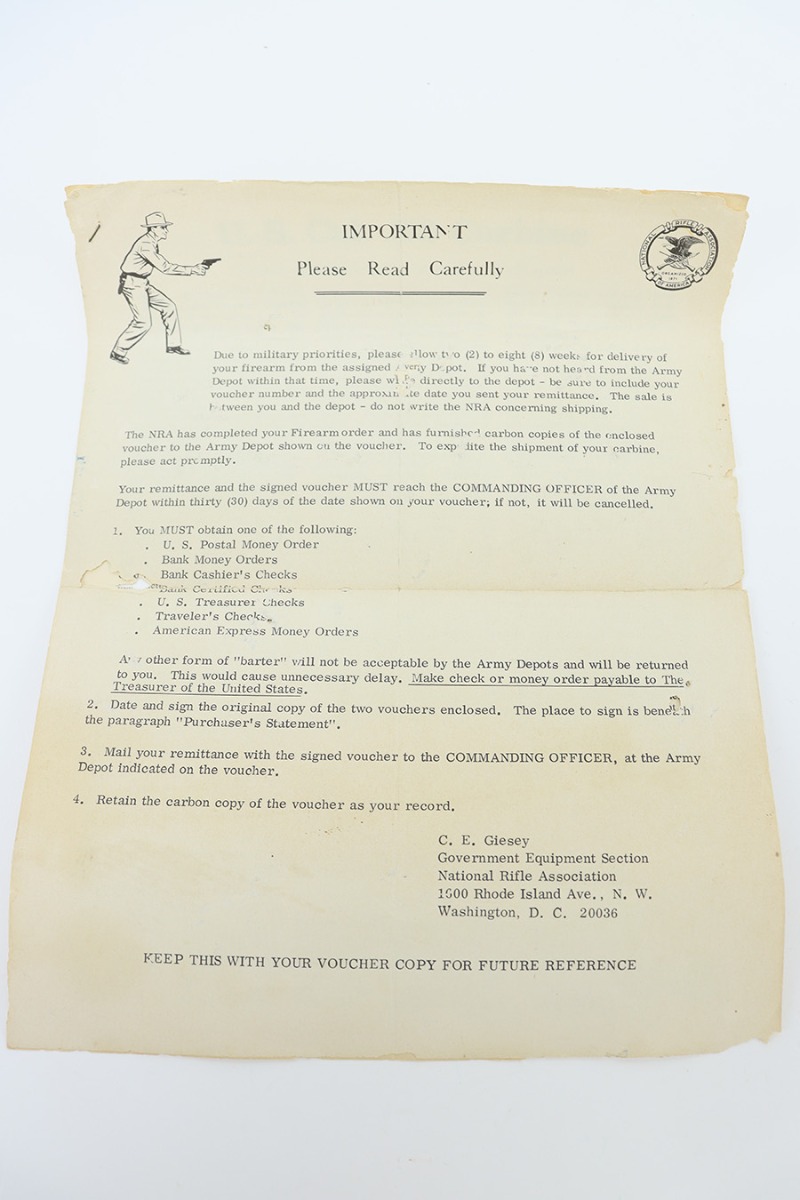 IMPORTANT
Please Read Carefully
NATIONAL RIFLE ASSOCIATION
ORGANIZED
1871
OF AMERICA
Due to military priorities, please allow two (2) to eight (8) weeks for delivery of
your firearm from the assigned Depot. If you have not heard from the Army
Depot within that time, please directly to the depot - be sure to include your
voucher number and the approximate date you sent your remittance. The sale is
between you and the depot - do not write the NRA concerning shipping.
The NRA has completed your Firearm order and has furnished carbon copies of the enclosed
voucher to the Army Depot shown on the voucher. To expedite the shipment of your carbine,
please act promptly.
Your remittance and the signed voucher MUST reach the COMMANDING OFFICER of the Army
Depot within thirty (30) days of the date shown on your voucher; if not, it will be cancelled.
1. You MUST obtain one of the following:
. U. S. Postal Money Order
. Bank Money Orders
Bank Cashier's Checks
Bank Certified Checks
. U. S. Treasurer Checks
. Traveler's Checks
. American Express Money Orders
Any other form of "barter" will not be acceptable by the Army Depots and will be returned
to you. This would cause unnecessary delay. Make check or money order payable to The
Treasurer of the United States.
2. Date and sign the original copy of the two vouchers enclosed. The place to sign is beneath
the paragraph "Purchaser's Statement".
3. Mail your remittance with the signed voucher to the COMMANDING OFFICER, at the Army
Depot indicated on the voucher.
4. Retain the carbon copy of the voucher as your record.
C. E. Giesey
Government Equipment Section
National Rifle Association
1600 Rhode Island Ave., N. W.
Washington, D. C. 20036
KEEP THIS WITH YOUR VOUCHER COPY FOR FUTURE REFERENCE